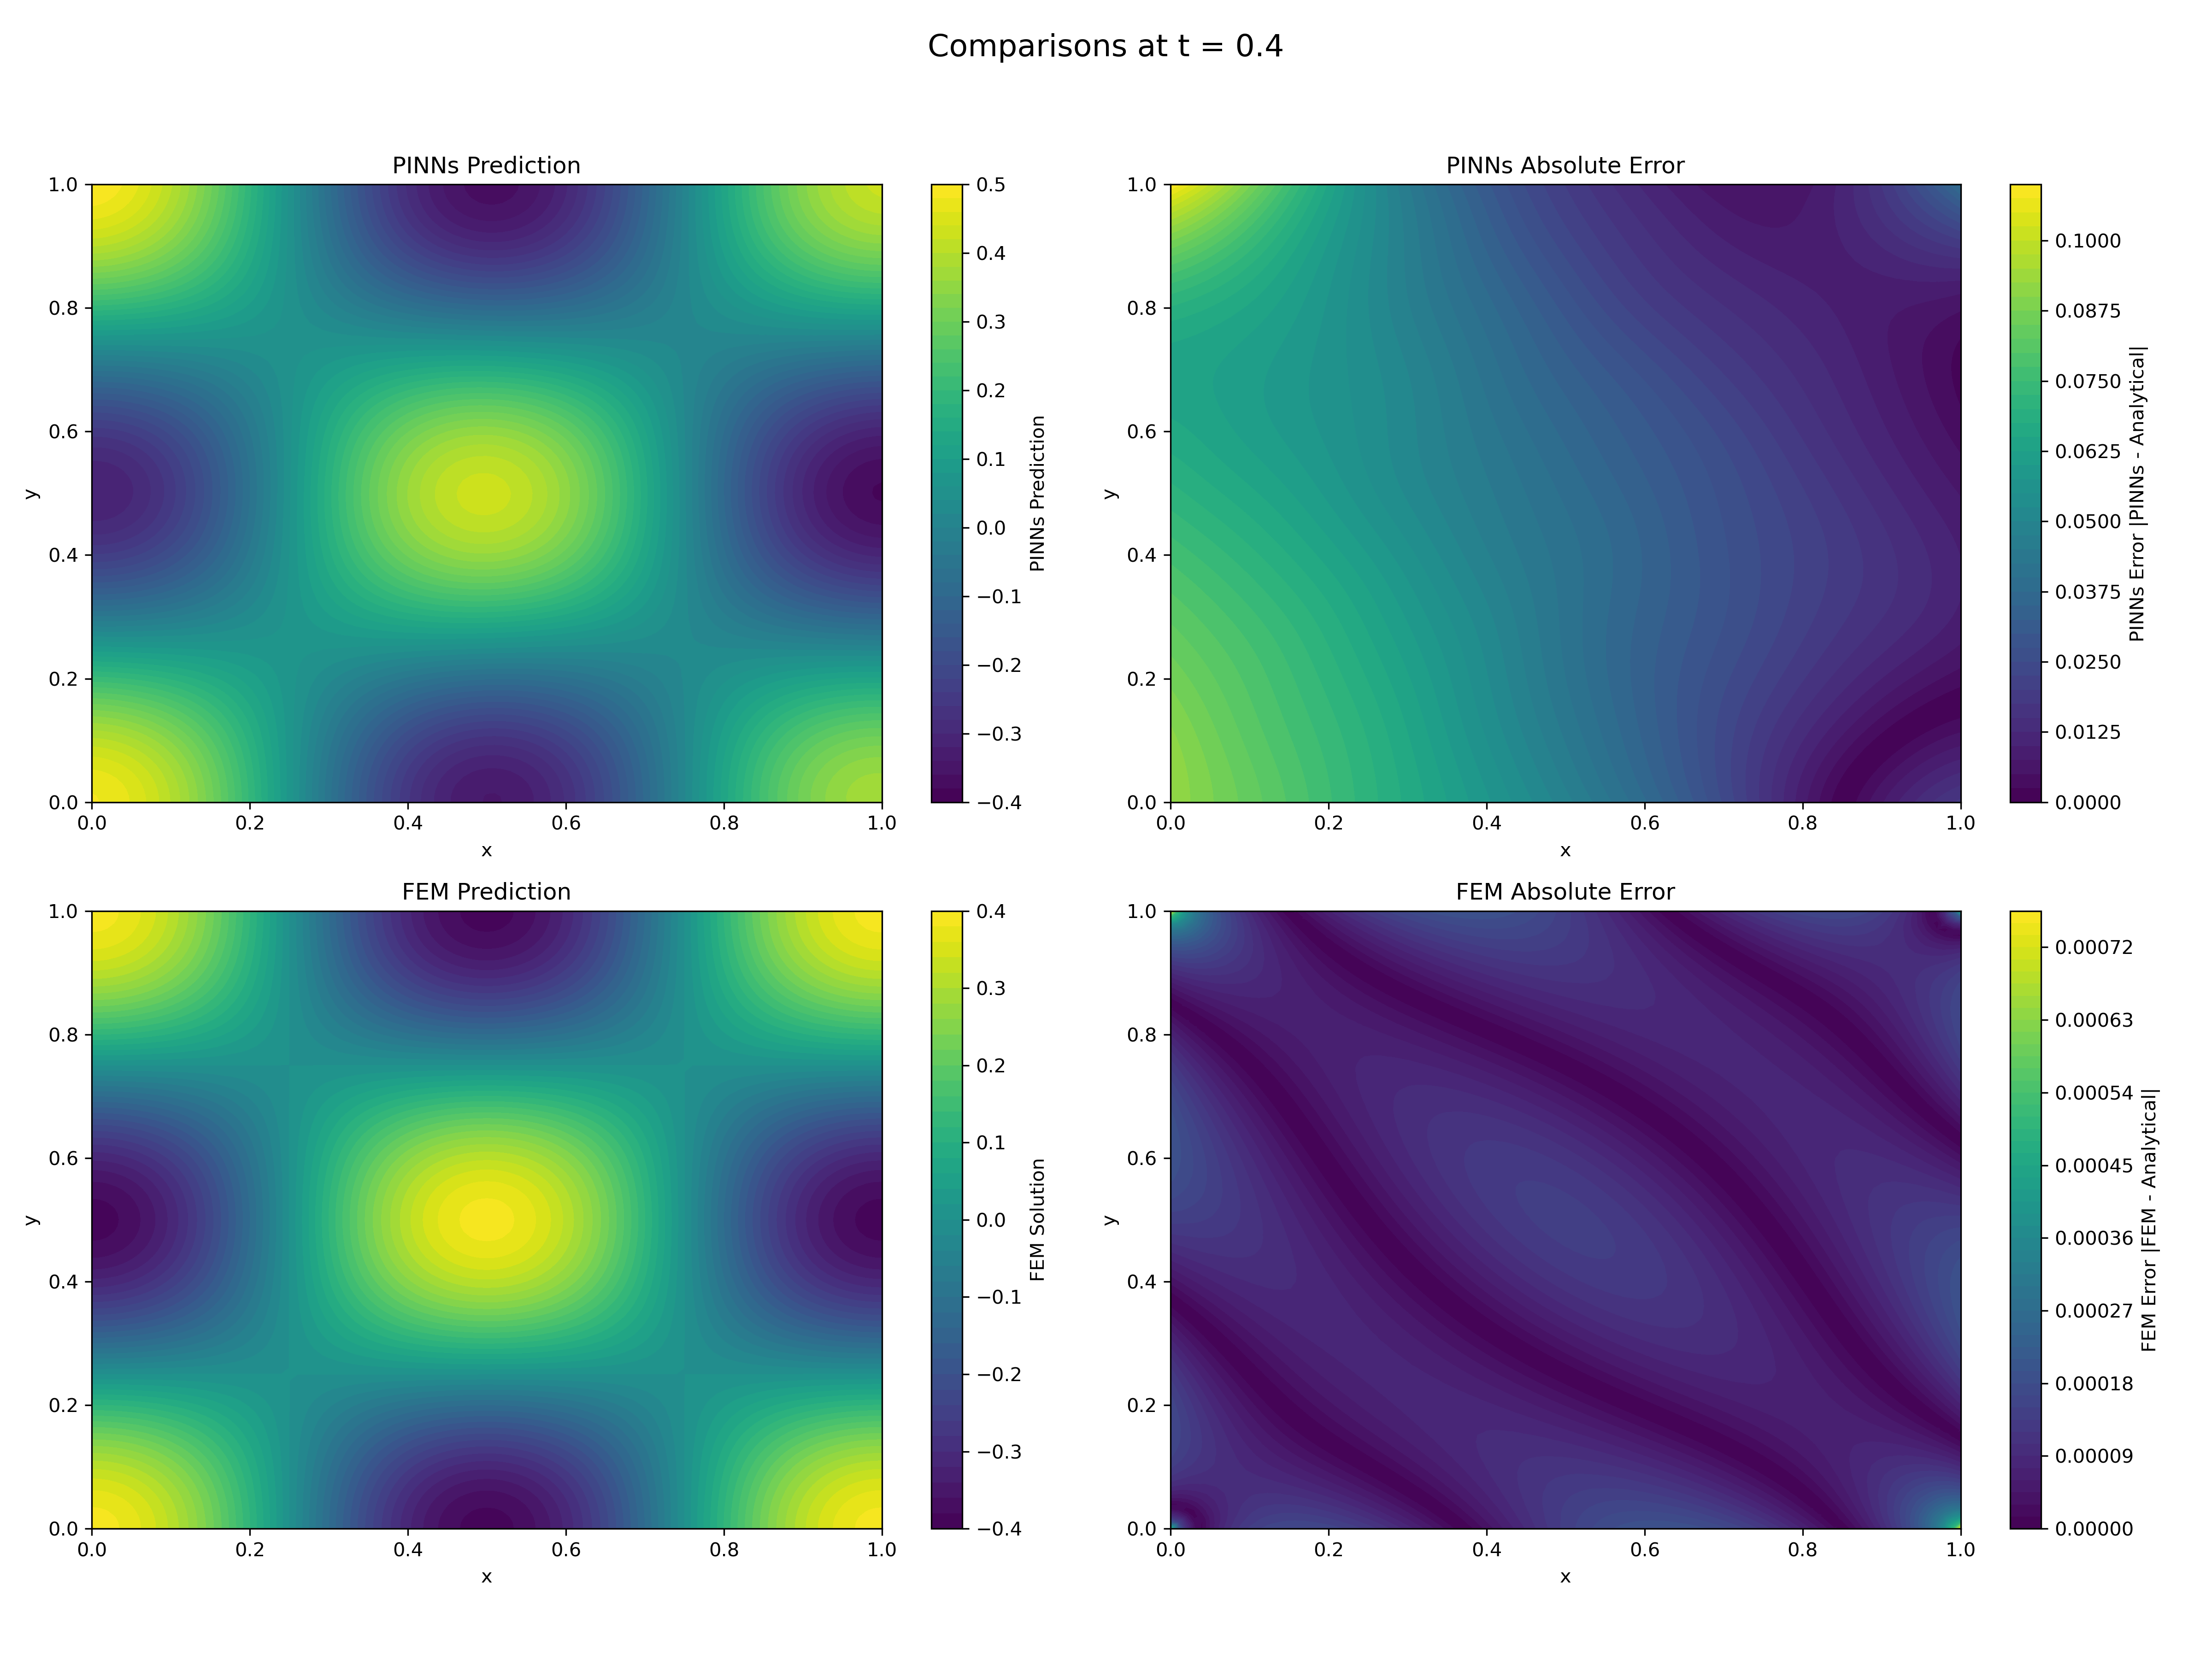 Comparisons at t = 0.4
PINNs Prediction
1.0
0.8
0.6
0.4
0.2
0.0
y
0.0 0.2 0.4 0.6 0.8 1.0
x
0.5
0.4
0.3
0.2
0.1
0.0
−0.1
−0.2
−0.3
−0.4
PINNs Prediction
PINNs Absolute Error
1.0
0.8
0.6
0.4
0.2
0.0
y
0.0 0.2 0.4 0.6 0.8 1.0
x
0.1000
0.0875
0.0750
0.0625
0.0500
0.0375
0.0250
0.0125
0.0000
PINNs Error |PINNs - Analytical|
FEM Prediction
1.0
0.8
0.6
0.4
0.2
0.0
y
0.0 0.2 0.4 0.6 0.8 1.0
x
0.4
0.3
0.2
0.1
0.0
−0.1
−0.2
−0.3
−0.4
FEM Solution
FEM Absolute Error
1.0
0.8
0.6
0.4
0.2
0.0
y
0.0 0.2 0.4 0.6 0.8 1.0
x
0.00072
0.00063
0.00054
0.00045
0.00036
0.00027
0.00018
0.00009
0.00000
FEM Error |FEM - Analytical|